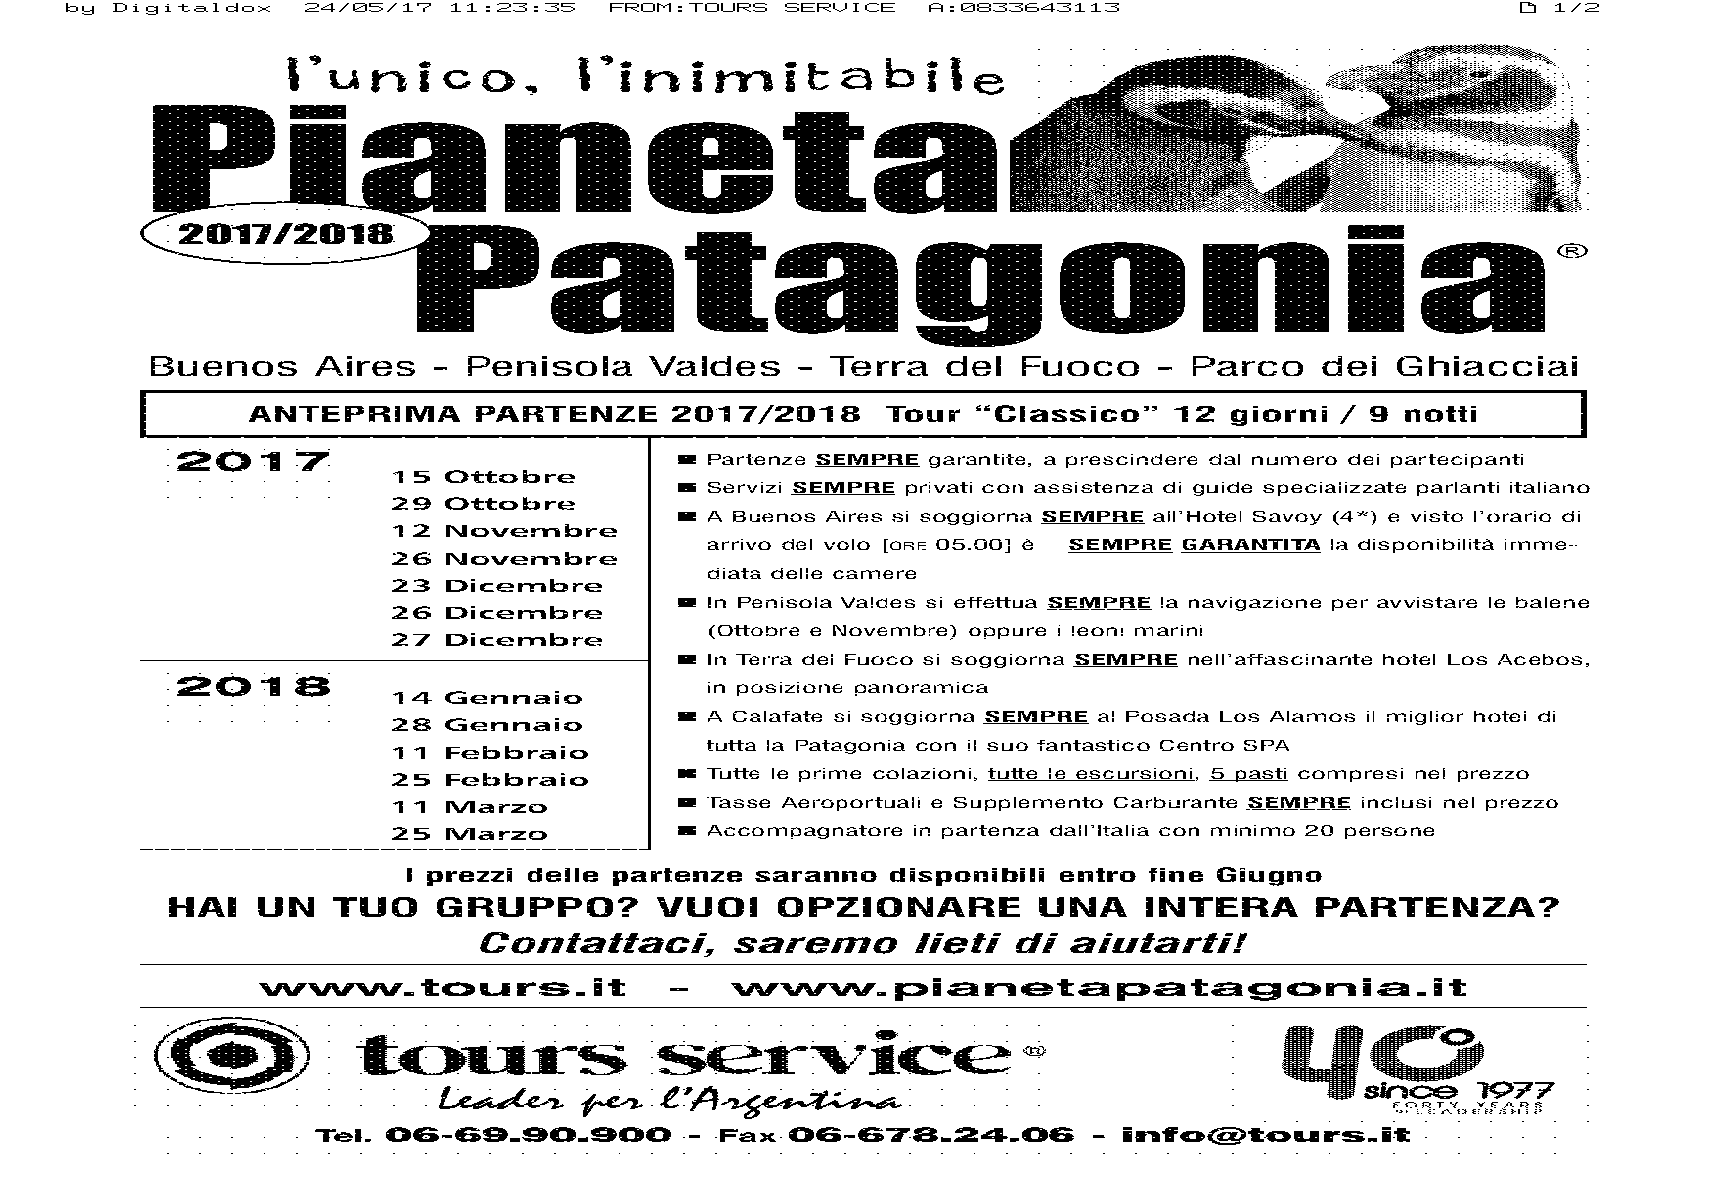 by Digitaldox 24/05/17 11:23:35 FROM:TOURS SERVICE A:0833643113 1/2
l'unico, l'inimitabile
Pianeta
2017/2018
Patagonia®
Buenos Aires - Penisola Valdes - Terra del Fuoco - Parco dei Ghiacciai
ANTEPRIMA PARTENZE 2017/2018 Tour “Classico” 12 giorni / 9 notti
2017
15 Ottobre
29 Ottobre
12 Novembre
26 Novembre
23 Dicembre
26 Dicembre
27 Dicembre
2018
14 Gennaio
28 Gennaio
11 Febbraio
25 Febbraio
11 Marzo
25 Marzo
Partenze SEMPRE garantite, a prescindere dal numero dei partecipanti
Servizi SEMPRE privati con assistenza di guide specializzate parlanti italiano
A Buenos Aires si soggiorna SEMPRE all'Hotel Savoy (4*) e visto l'orario di
arrivo del volo [ORE 05.00] è SEMPRE GARANTITA la disponibilità imme-
diata delle camere
In Penisola Valdes si effettua SEMPRE la navigazione per avvistare le balene
(Ottobre e Novembre) oppure i leoni marini
In Terra del Fuoco si soggiorna SEMPRE nell'affascinante hotel Los Acebos,
in posizione panoramica
A Calafate si soggiorna SEMPRE al Posada Los Alamos il miglior hotel di
tutta la Patagonia con il suo fantastico Centro SPA
Tutte le prime colazioni, tutte le escursioni, 5 pasti compresi nel prezzo
Tasse Aeroportuali e Supplemento Carburante SEMPRE inclusi nel prezzo
Accompagnatore in partenza dall'Italia con minimo 20 persone
I prezzi delle partenze saranno disponibili entro fine Giugno
HAI UN TUO GRUPPO? VUOI OPZIONARE UNA INTERA PARTENZA?
Contattaci, saremo lieti di aiutarti!
www.tours.it - www.pianetapatagonia.it
tours service®
Leader per l'Argentina
40
since 1977
FORTY YEARS
LEADERSHIP
Tel. 06-69.90.900 - Fax 06-678.24.06 - info@tours.it